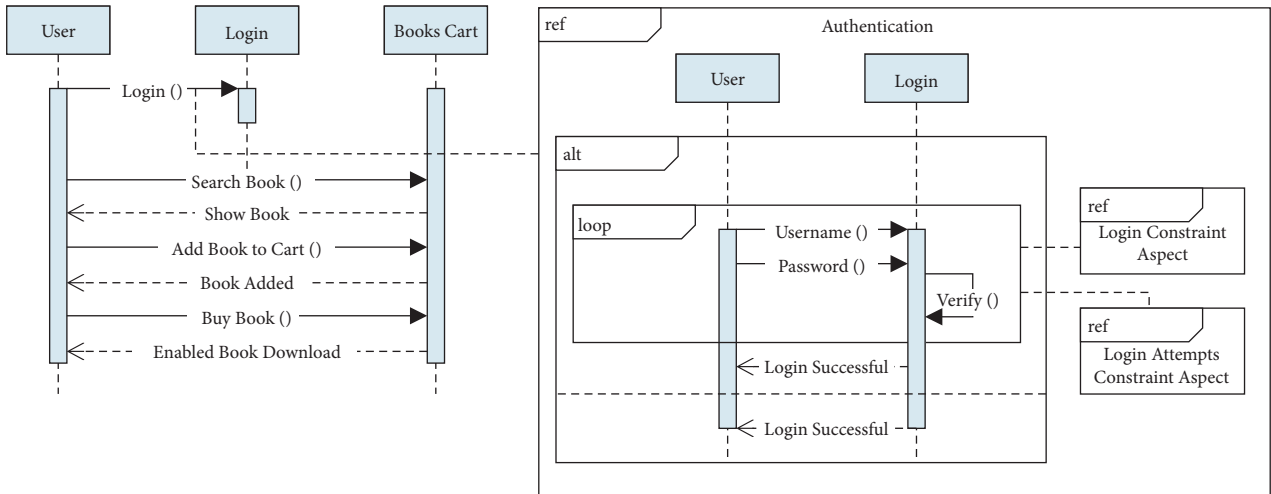 User
Login
Books Cart
Login ()
Search Book ()
Show Book
Add Book to Cart ()
Book Added
Buy Book ()
Enabled Book Download
ref
Authentication
User
Login
alt
loop
Username ()
Password ()
Verify ()
Login Successful
Login Successful
ref
Login Constraint
Aspect
ref
Login Attempts
Constraint Aspect